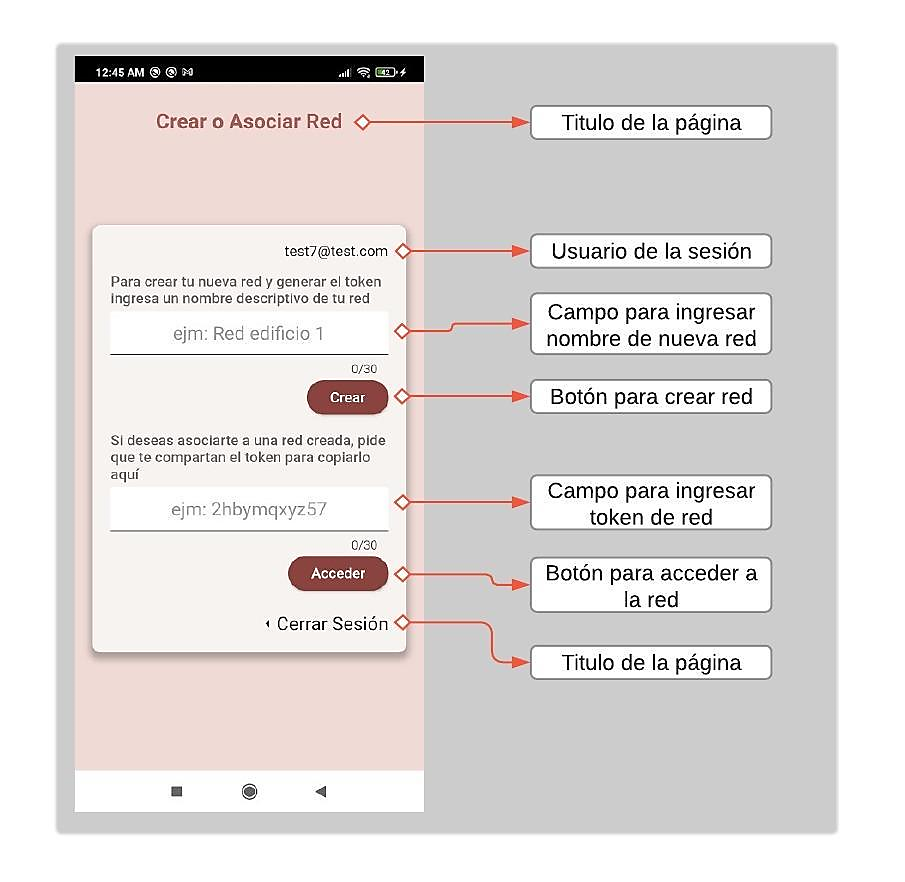 12:45 AM
42
Crear o Asociar Red
Titulo de la página
test7@test.com
Usuario de la sesión
Para crear tu nueva red y generar el token
ingresa un nombre descriptivo de tu red
ejm: Red edificio 1
Campo para ingresar
nombre de nueva red
0/30
Crear
Botón para crear red
Si deseas asociarte a una red creada, pide
que te compartan el token para copiarlo
aquí
ejm: 2hbymqxyz57
Campo para ingresar
token de red
0/30
Acceder
Botón para acceder a
la red
Cerrar Sesión
Titulo de la página